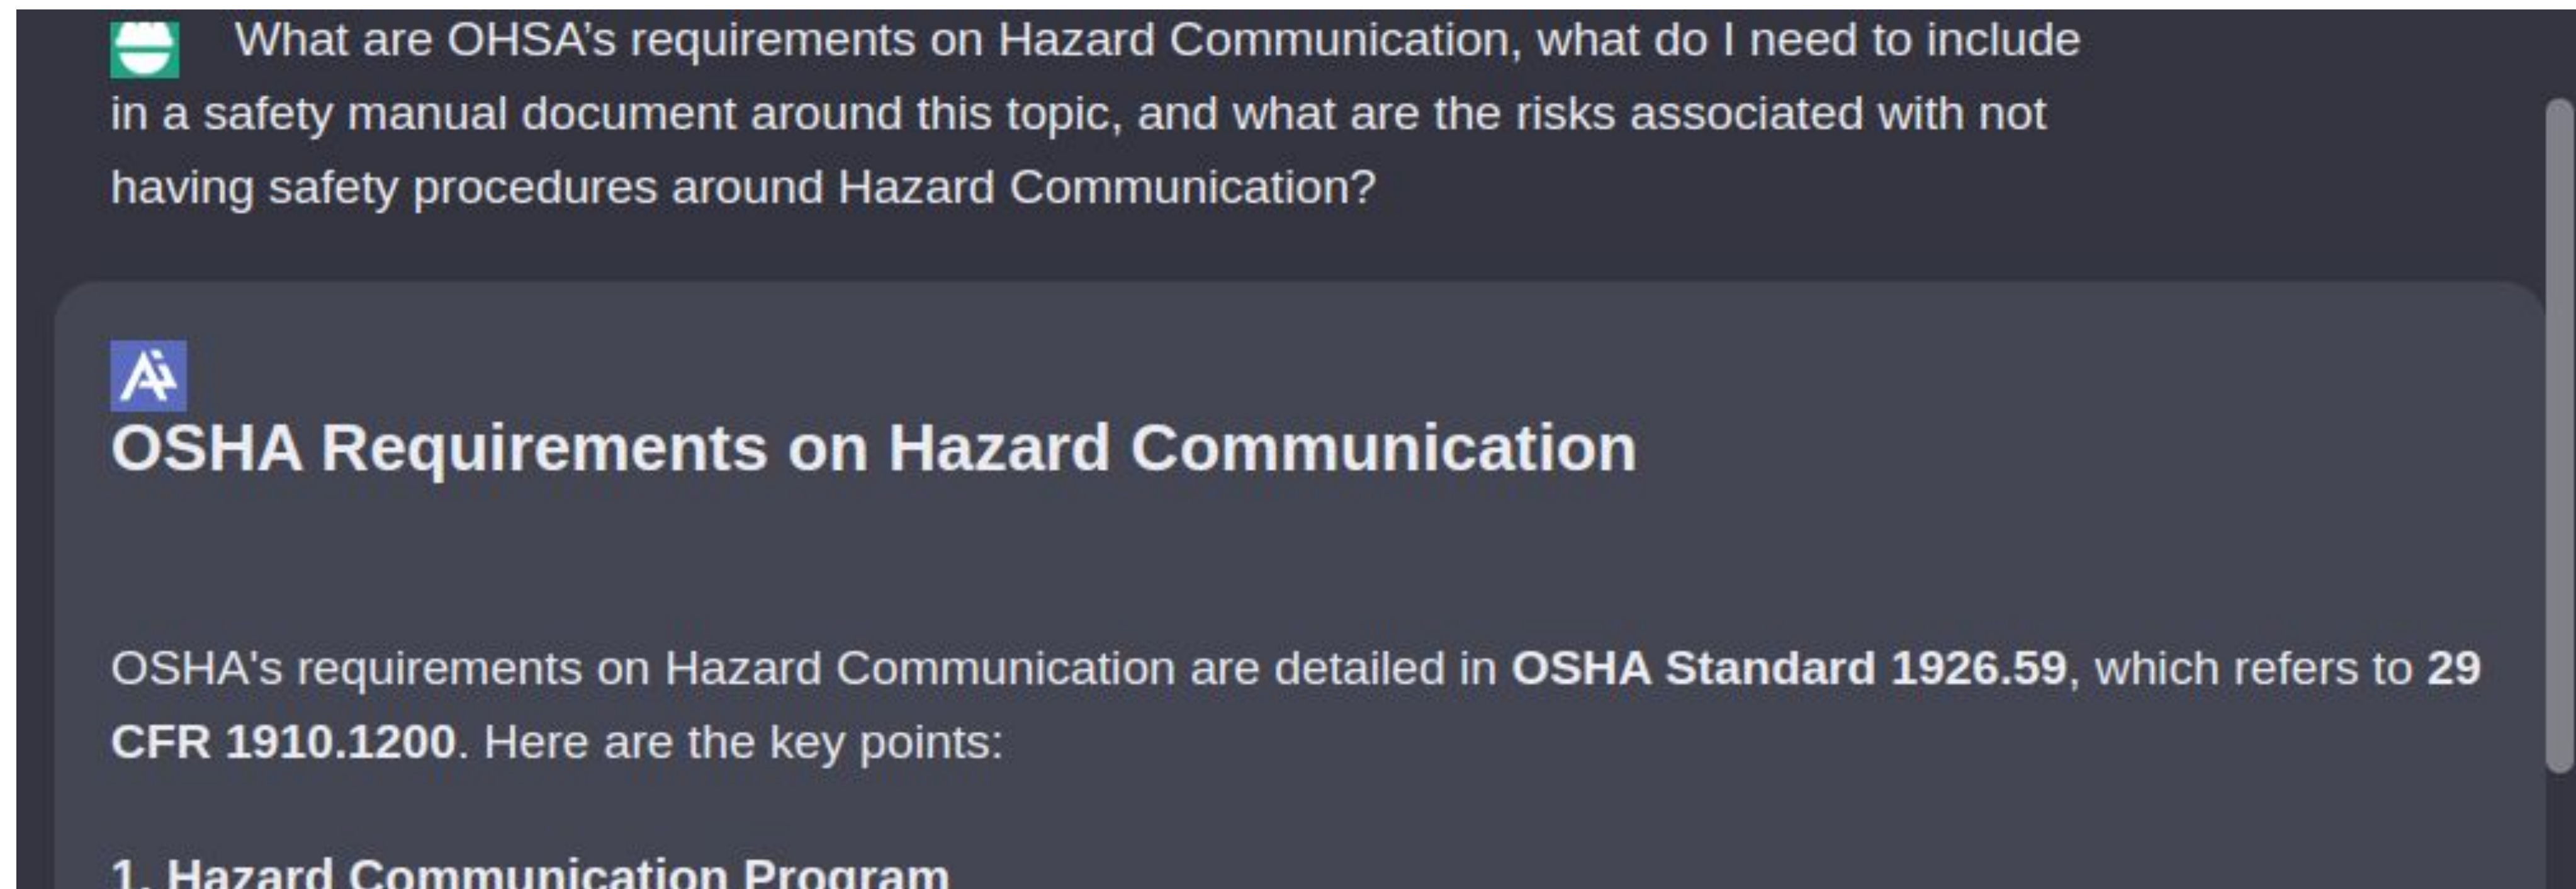 What are OHSA’s requirements on Hazard Communication, what do I need to include
in a safety manual document around this topic, and what are the risks associated with not
having safety procedures around Hazard Communication?
Ai
OSHA Requirements on Hazard Communication
OSHA's requirements on Hazard Communication are detailed in OSHA Standard 1926.59, which refers to 29
CFR 1910.1200. Here are the key points:
1. Hazard Communication Program